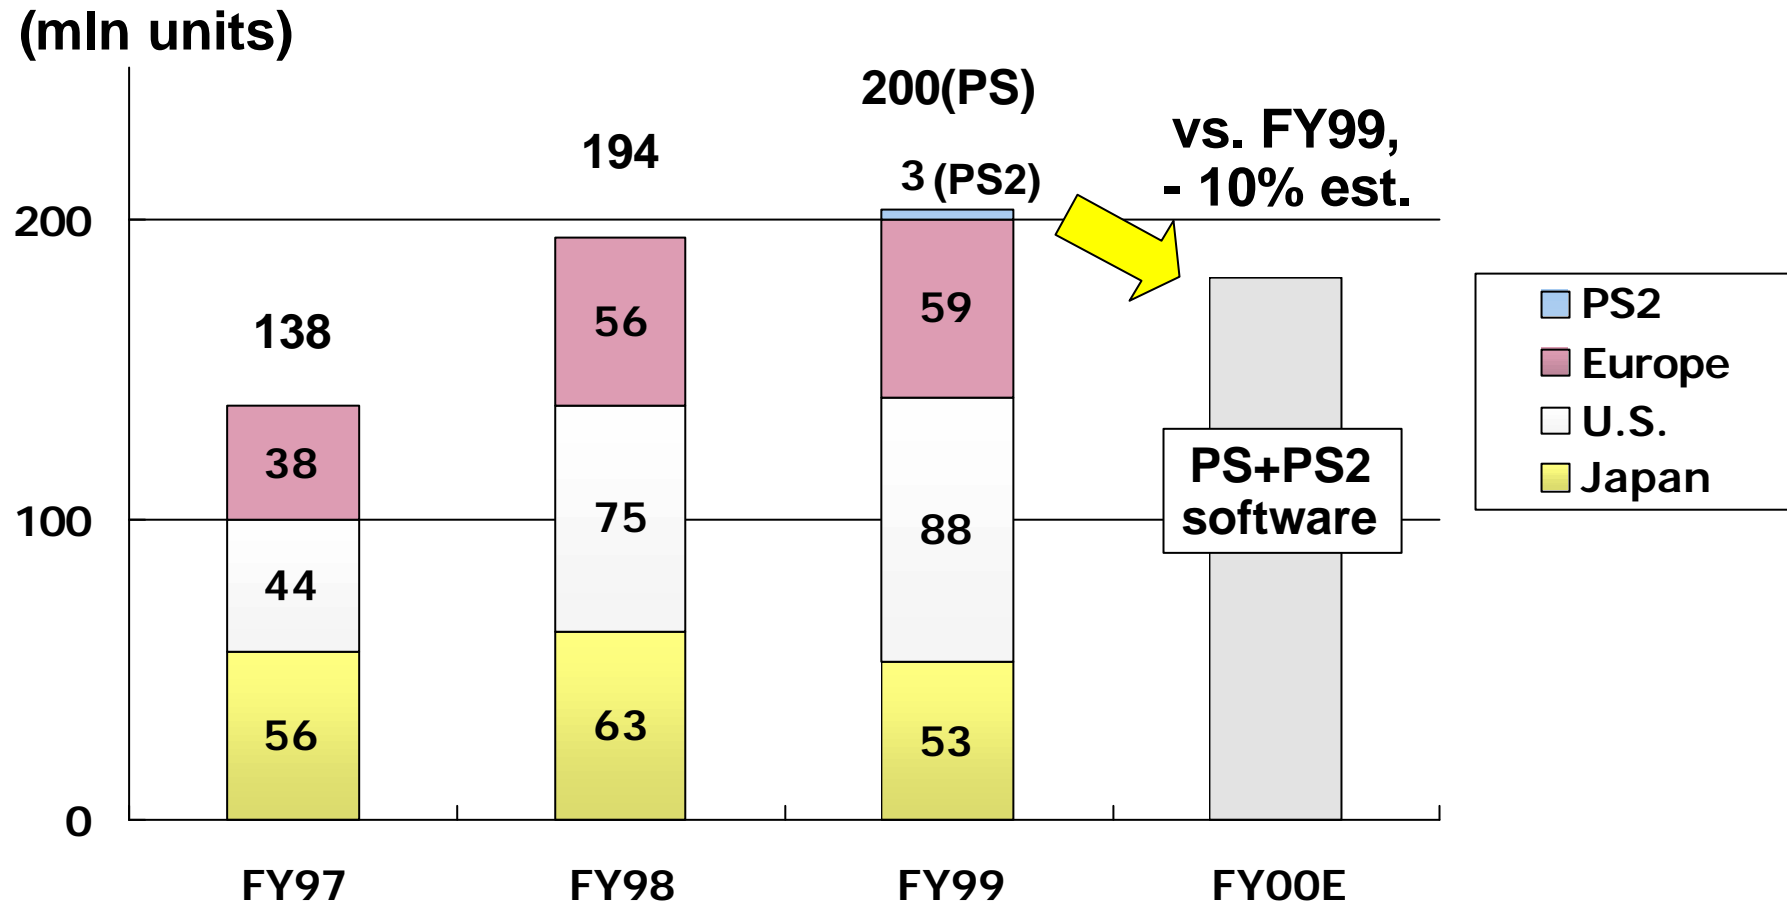 (mln units)
200(PS)
194
3 (PS2)
vs. FY99,
- 10% est.
138
200
100
0
38
44
56
56
75
63
59
88
53
PS+PS2
software
PS2
Europe
U.S.
Japan
FY97
FY98
FY99
FY00E